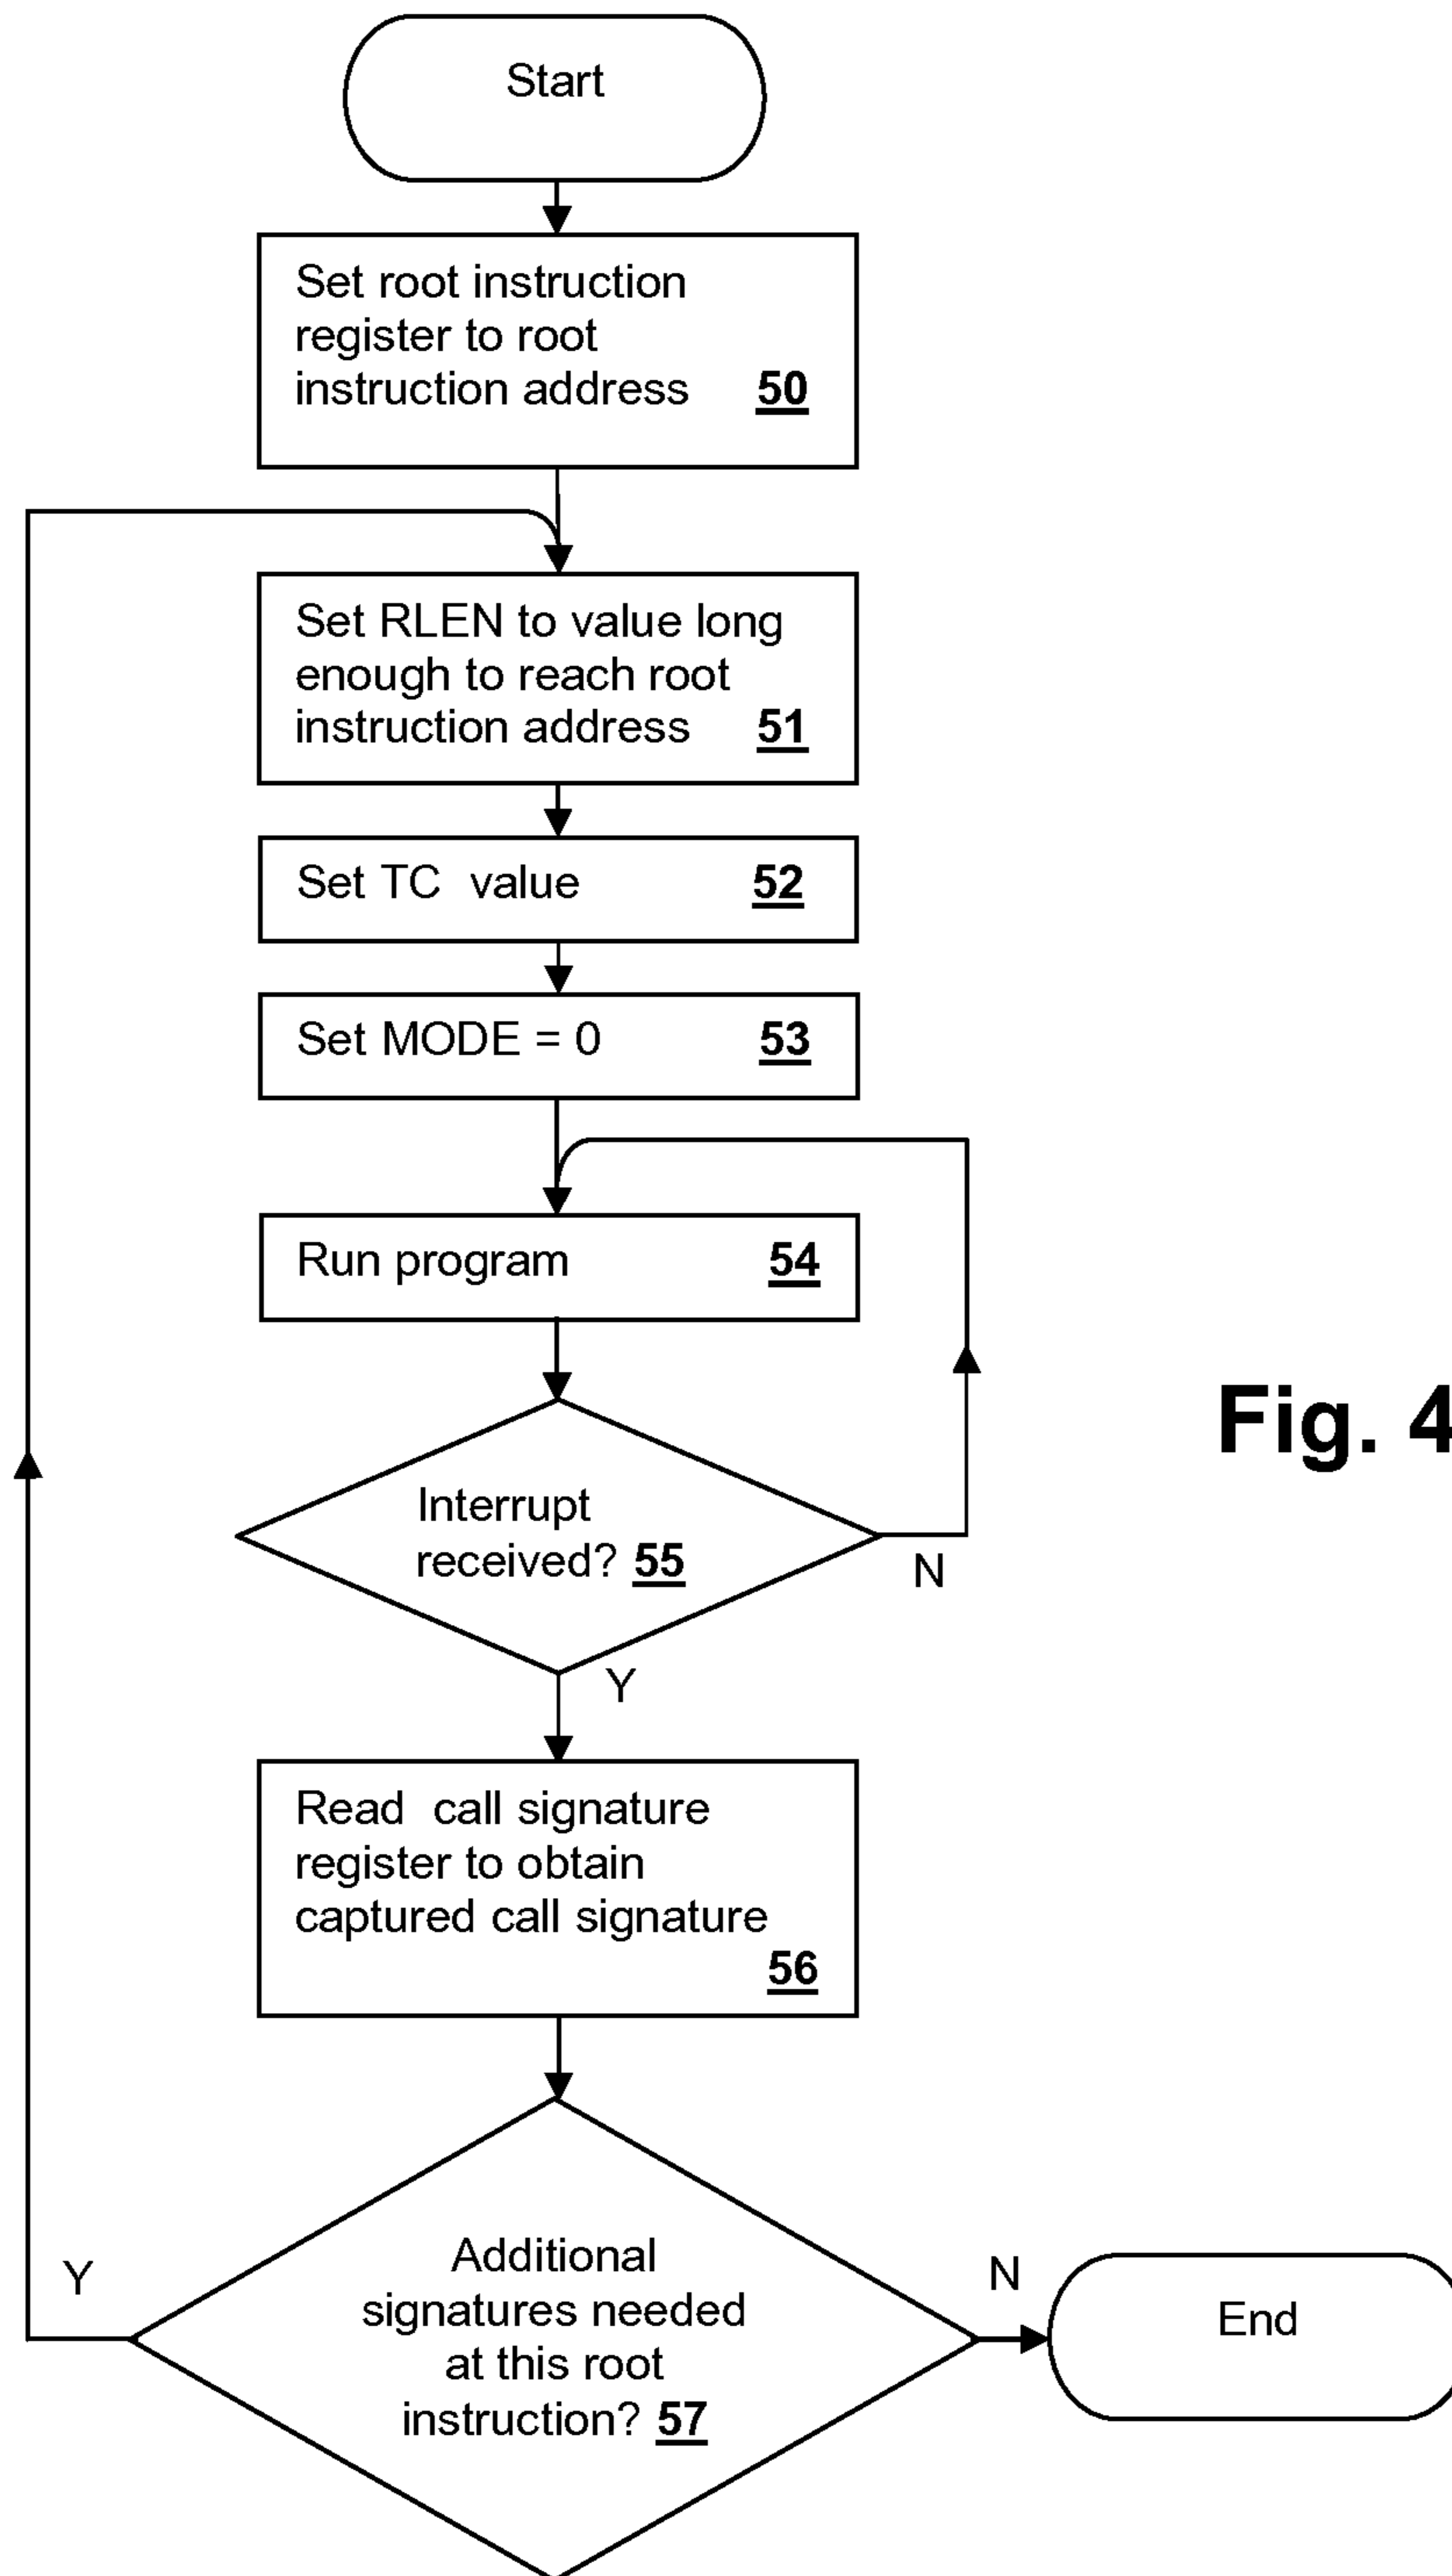 Start
Set root instruction
register to root
instruction address 50
Set RLEN to value long
enough to reach root
instruction address 51
Set TC value 52
Set MODE = 0 53
Run program 54
Interrupt
received? 55
N
Y
Fig. 4
Read call signature
register to obtain
captured call signature
56
Additional
signatures needed
at this root
instruction? 57
Y
N
End